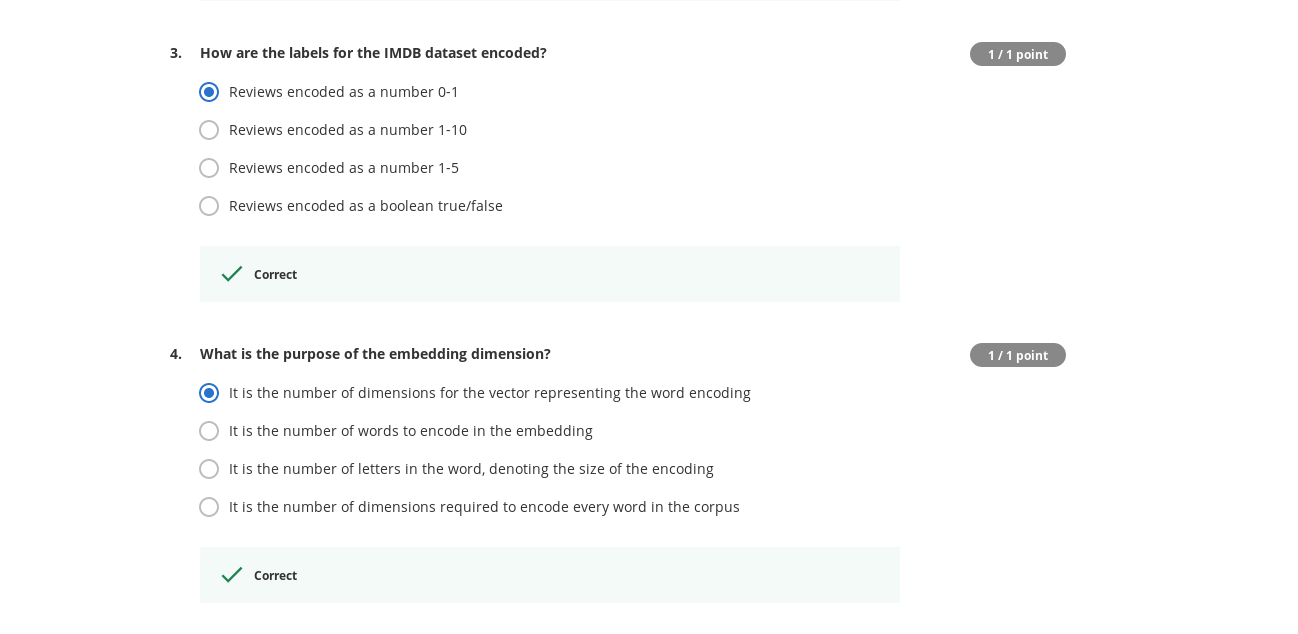 3. How are the labels for the IMDB dataset encoded? 1 / 1 point
Reviews encoded as a number 0-1
Reviews encoded as a number 1-10
Reviews encoded as a number 1-5
Reviews encoded as a boolean true/false
Correct
4. What is the purpose of the embedding dimension? 1 / 1 point
It is the number of dimensions for the vector representing the word encoding
It is the number of words to encode in the embedding
It is the number of letters in the word, denoting the size of the encoding
It is the number of dimensions required to encode every word in the corpus
Correct